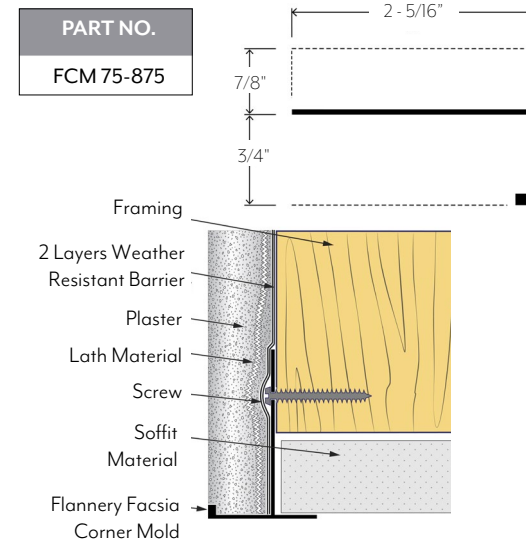 PART NO.
FCM 75-875
2 - 5/16"
7/8"
3/4"
Framing
2 Layers Weather
Resistant Barrier
Plaster
Lath Material
Screw
Soffit
Material
Flannery Facsia
Corner Mold